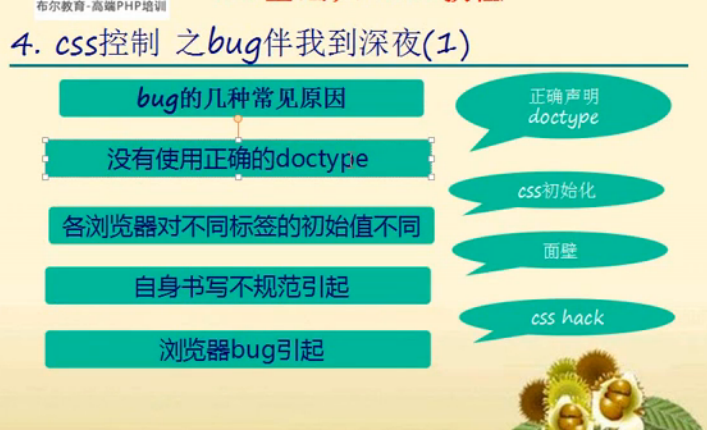 布尔教育-高端PHP培训
4. css控制 之bug伴我到深夜(1)
bug的几种常见原因
正确声明
doctype
没有使用正确的doctype
css初始化
各浏览器对不同标签的初始值不同
面壁
自身书写不规范引起
css hack
浏览器bug引起